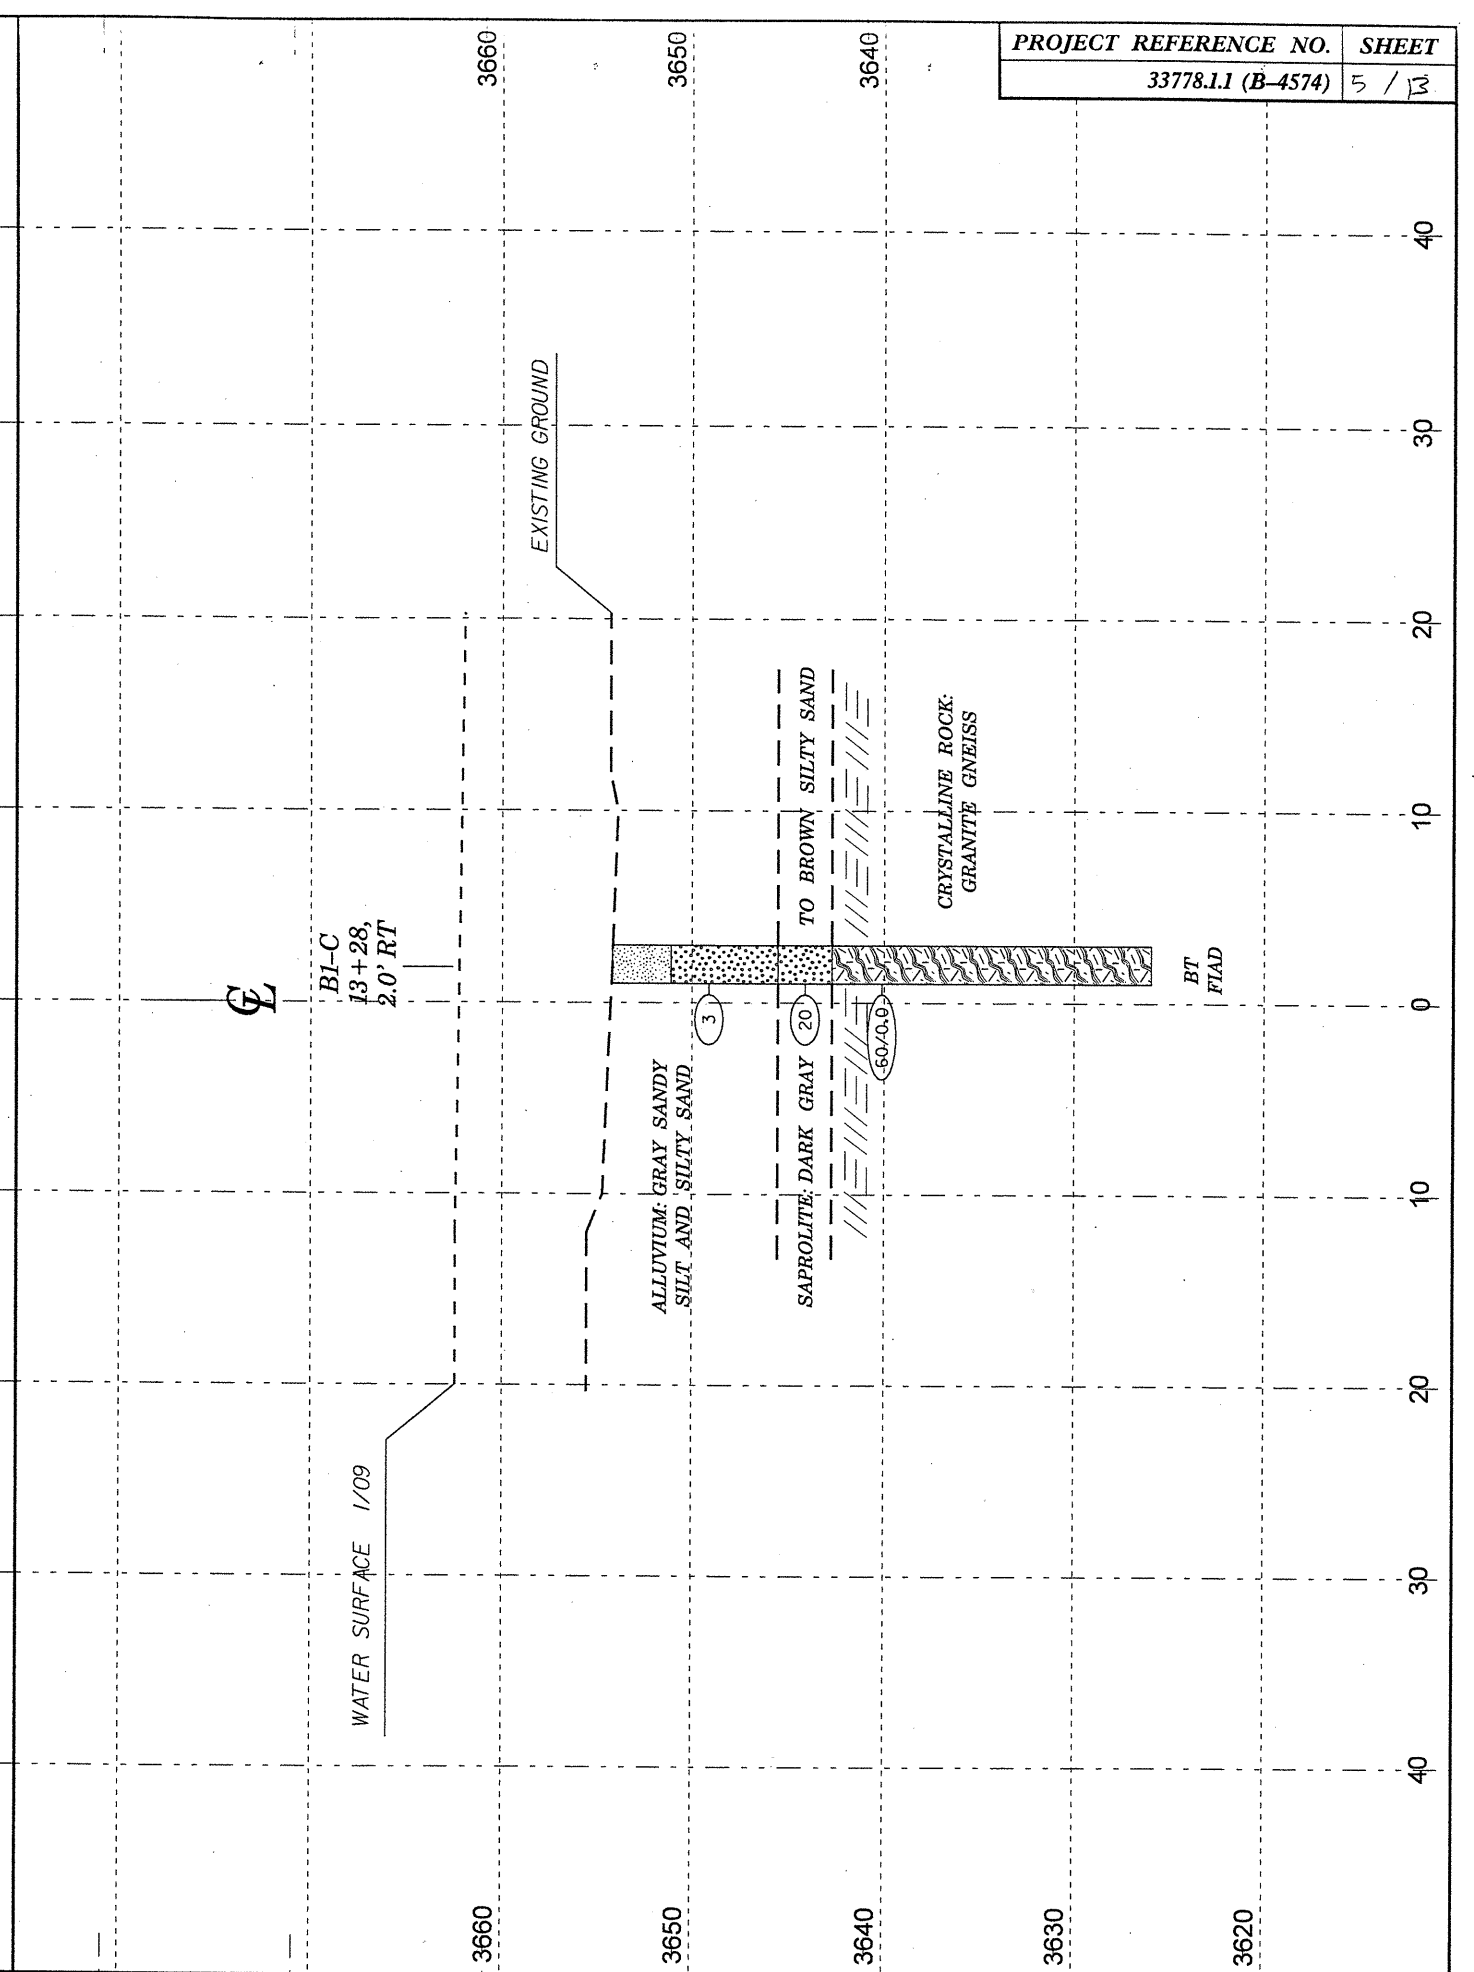 PROJECT REFERENCE NO. SHEET
33778.1.1 (B-4574) 5 / 13
3660
3650
3640
EXISTING GROUND
WATER SURFACE 1/09
CL
B1-C
13+28,
2.0' RT
ALLUVIUM: GRAY SANDY
SILT AND SILTY SAND
SAPROLITE: DARK GRAY TO BROWN SILTY SAND
CRYSTALLINE ROCK:
GRANITE GNEISS
3
20
60/0.0
BT
FIAD
3660
3650
3640
3630
3620
40
30
20
10
0
10
20
30
40